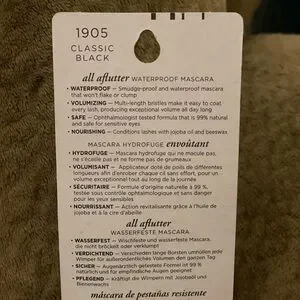 1905
CLASSIC
BLACK
all aflutter WATERPROOF MASCARA
• WATERPROOF — Smudge-proof and waterproof mascara
that won't flake or clump
• VOLUMIZING — Multi-length bristles make it easy to coat
every lash, producing exceptional volume all day long
• SAFE — Ophthalmologist tested formula that is 99% natural
and safe for sensitive eyes
• NOURISHING — Conditions lashes with jojoba oil and beeswax
MASCARA HYDROFUGE envoûtant
• HYDROFUGE — Mascara hydrofuge qui ne macule pas,
ne s'écaille pas et ne forme pas de grumeaux
• VOLUMISANT — Applicateur doté de poils de différentes
longueurs afin d'enrober chaque cil sans effort, pour un
volume exceptionnel tout au long de la journée
• SÉCURITAIRE — Formule d'origine naturelle à 99 %
testée sous contrôle ophtalmologique et sans danger
pour les yeux sensibles
• NOURRISSANT — Action revitalisante grâce à l'huile de
jojoba et à la cire d'abeille
all aflutter
WASSERFESTE MASCARA
• WASSERFEST — Wischfeste und wasserfeste Mascara,
die nicht bröckelt oder verklumpt
• VERDICHTEND — Verschieden lange Borsten umhüllen jede
Wimper für außerordentliches Volumen den ganzen Tag
• SICHER — Augenärztlich getestet Formel ist 99 %
natürlich und für empfindliche Augen geeignet
• PFLEGEND — Kräftigt die Wimpern mit Jojobaöl und
Bienenwachs
máscara de pestañas resistente